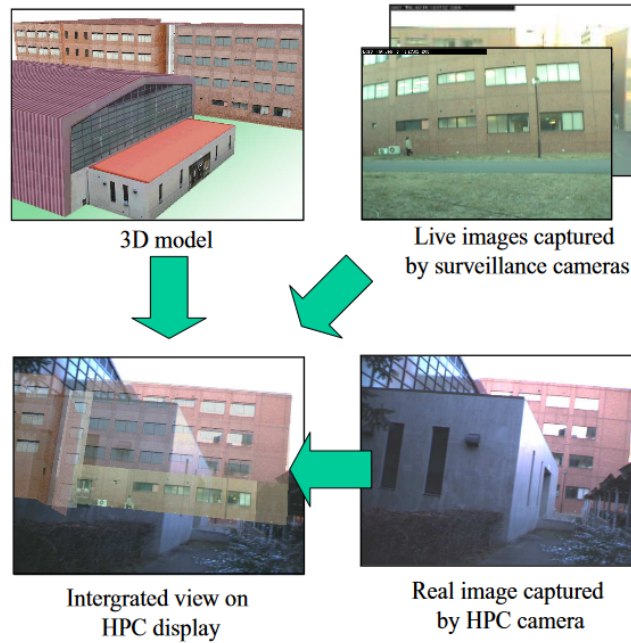 3D model
Live images captured
by surveillance cameras
Intergrated view on
HPC display
Real image captured
by HPC camera